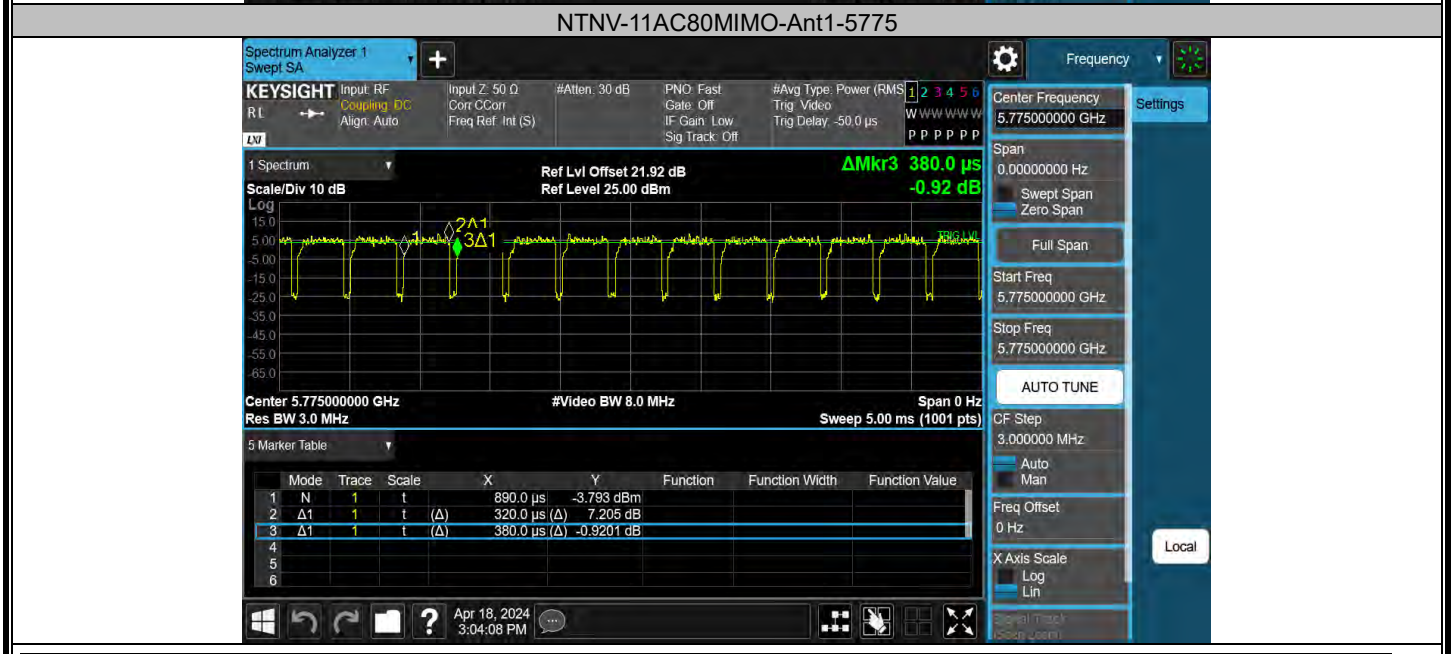 NTNV-11AC80MIMO-Ant1-5775
Spectrum Analyzer 1
Swept SA
+
Frequency
KEYSIGHT
RL
LXI
Input: RF
Coupling: DC
Align: Auto
Input Z: 50 Ω
Corr CCorr
Freq Ref: Int (S)
#Atten: 30 dB
PNO: Fast
Gate: Off
IF Gain: Low
Sig Track: Off
#Avg Type: Power (RMS
Trig: Video
Trig Delay: -50.0 µs
1 2 3 4 5 6
W W W W W W
P P P P P P
1 Spectrum
Scale/Div 10 dB
Log
Ref Lvl Offset 21.92 dB
Ref Level 25.00 dBm
ΔMkr3 380.0 µs
-0.92 dB
15.0
5.00
-5.00
-15.0
-25.0
-35.0
-45.0
-55.0
-65.0
1
2Δ1
3Δ1
TRIG LVL
Center 5.775000000 GHz
#Video BW 8.0 MHz
Span 0 Hz
Res BW 3.0 MHz
Sweep 5.00 ms (1001 pts)
5 Marker Table
Mode Trace Scale X Y Function Function Width Function Value
1 N 1 t 890.0 µs -3.793 dBm
2 Δ1 1 t (Δ) 320.0 µs (Δ) 7.205 dB
3 Δ1 1 t (Δ) 380.0 µs (Δ) -0.9201 dB
4
5
6
?
Apr 18, 2024
3:04:08 PM
Center Frequency
5.775000000 GHz
Settings
Span
0.00000000 Hz
Swept Span
Zero Span
Full Span
Start Freq
5.775000000 GHz
Stop Freq
5.775000000 GHz
AUTO TUNE
CF Step
3.000000 MHz
Auto
Man
Freq Offset
0 Hz
X Axis Scale
Log
Lin
Local
Signal Track
(Span Zoom)